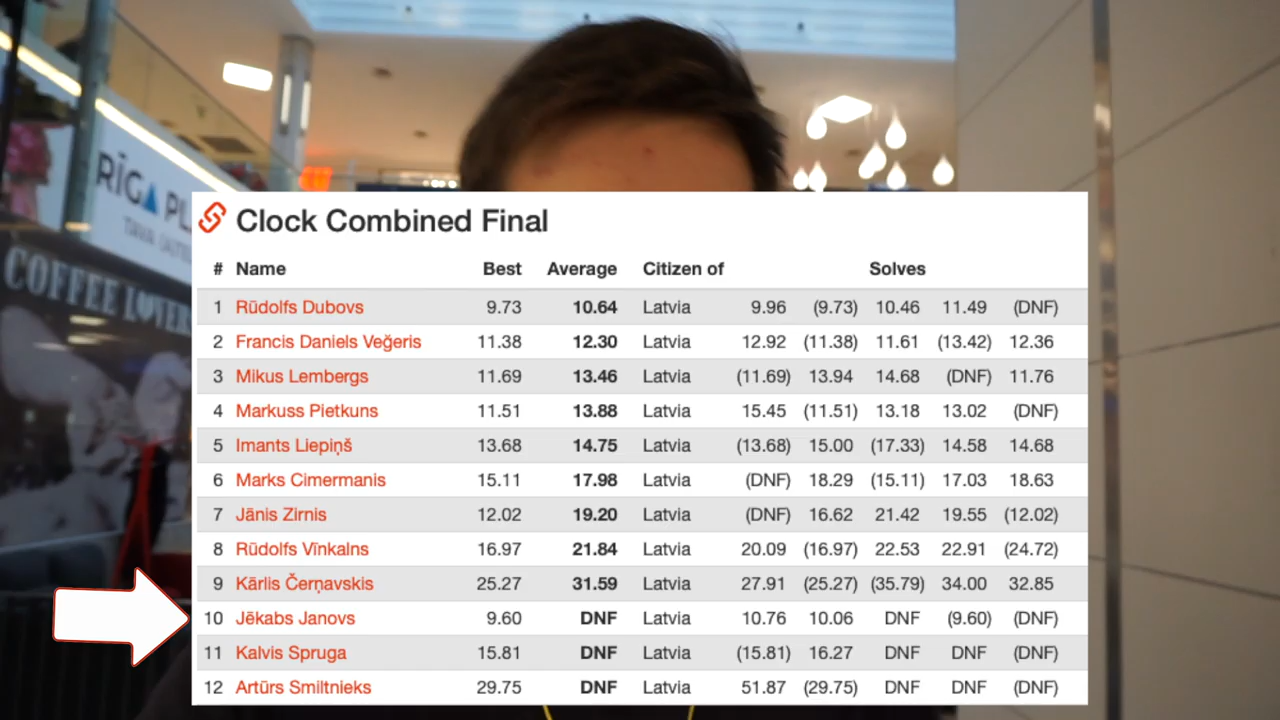 RĪGA PL
TAVA
COFFEE LOVER
Clock Combined Final
# Name Best Average Citizen of Solves
1 Rūdolfs Dubovs 9.73 10.64 Latvia 9.96 (9.73) 10.46 11.49 (DNF)
2 Francis Daniels Veğeris 11.38 12.30 Latvia 12.92 (11.38) 11.61 (13.42) 12.36
3 Mikus Lembergs 11.69 13.46 Latvia (11.69) 13.94 14.68 (DNF) 11.76
4 Markuss Pietkuns 11.51 13.88 Latvia 15.45 (11.51) 13.18 13.02 (DNF)
5 Imants Liepiņš 13.68 14.75 Latvia (13.68) 15.00 (17.33) 14.58 14.68
6 Marks Cimermanis 15.11 17.98 Latvia (DNF) 18.29 (15.11) 17.03 18.63
7 Jānis Zirnis 12.02 19.20 Latvia (DNF) 16.62 21.42 19.55 (12.02)
8 Rūdolfs Vīnkalns 16.97 21.84 Latvia 20.09 (16.97) 22.53 22.91 (24.72)
9 Kārlis Čerņavskis 25.27 31.59 Latvia 27.91 (25.27) (35.79) 34.00 32.85
10 Jēkabs Janovs 9.60 DNF Latvia 10.76 10.06 DNF (9.60) (DNF)
11 Kalvis Spruga 15.81 DNF Latvia (15.81) 16.27 DNF DNF (DNF)
12 Artūrs Smiltnieks 29.75 DNF Latvia 51.87 (29.75) DNF DNF (DNF)